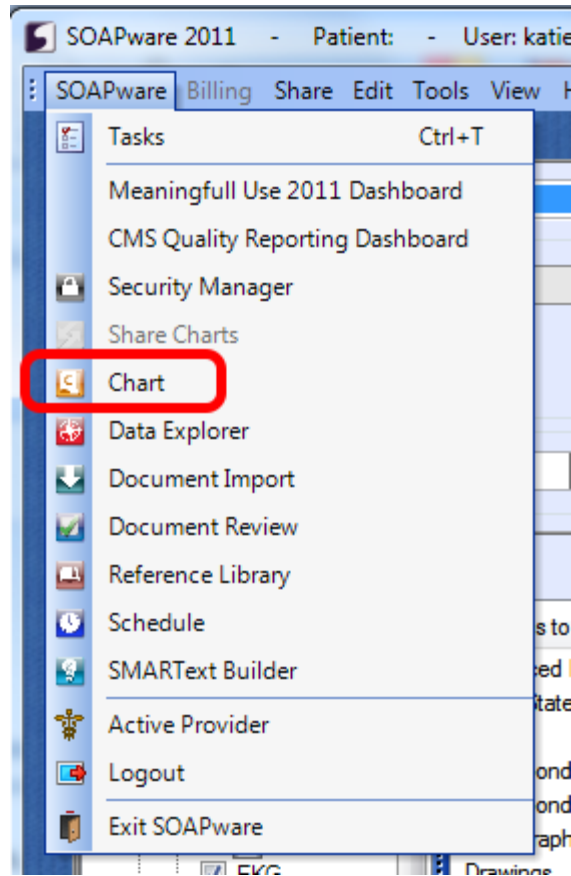 SOAPware 2011 - Patient: - User: katie
SOAPware Billing Share Edit Tools View
Tasks Ctrl+T
Meaningfull Use 2011 Dashboard
CMS Quality Reporting Dashboard
Security Manager
Share Charts
Chart
Data Explorer
Document Import
Document Review
Reference Library
Schedule
s to
SMARText Builder
Active Provider
Logout
Exit SOAPware
EKG
Drawings